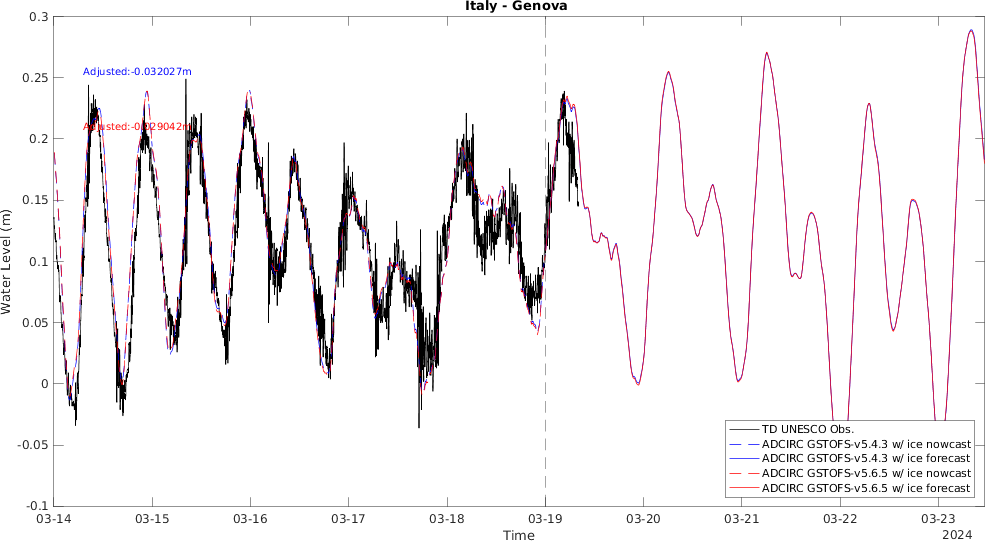 Italy - Genova
0.3
0.25
0.2
0.15
0.1
0.05
0
-0.05
-0.1
Water Level (m)
Adjusted:-0.032027m
Adjusted:-0.029042m
TD UNESCO Obs.
ADCIRC GSTOFS-v5.4.3 w/ ice nowcast
ADCIRC GSTOFS-v5.4.3 w/ ice forecast
ADCIRC GSTOFS-v5.6.5 w/ ice nowcast
ADCIRC GSTOFS-v5.6.5 w/ ice forecast
03-14 03-15 03-16 03-17 03-18 03-19 03-20 03-21 03-22 03-23
Time
2024